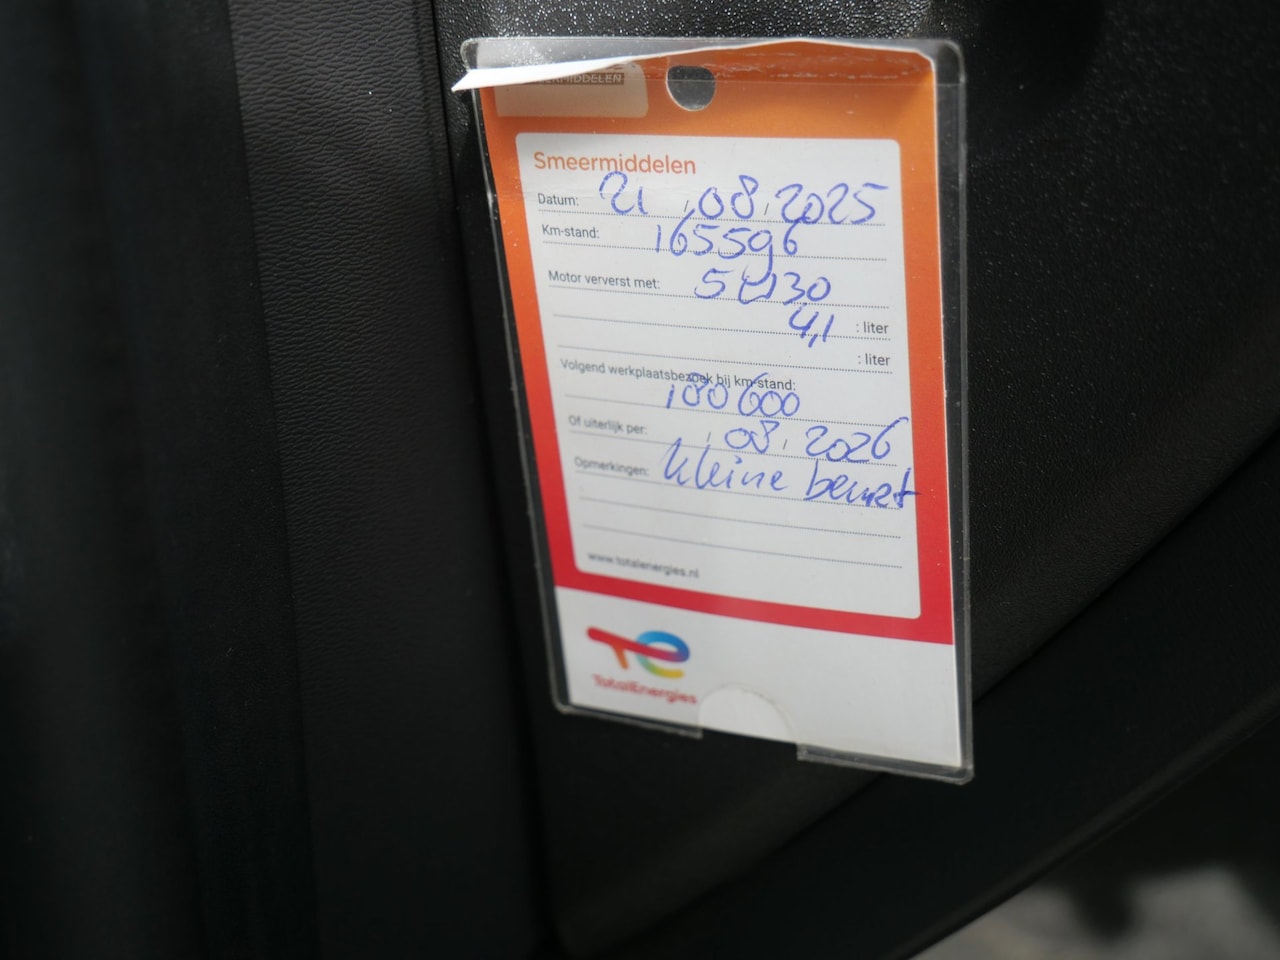 Smeermiddelen
Datum: 21 , 08 , 2025
Km-stand: 165596
Motor ververst met: 5W30
4,1 : liter
: liter
Volgend werkplaatsbezoek bij km-stand:
180600
Of uiterlijk per: , 08 , 2026
Opmerkingen: kleine beurt
www.totalenergies.nl
TotalEnergies